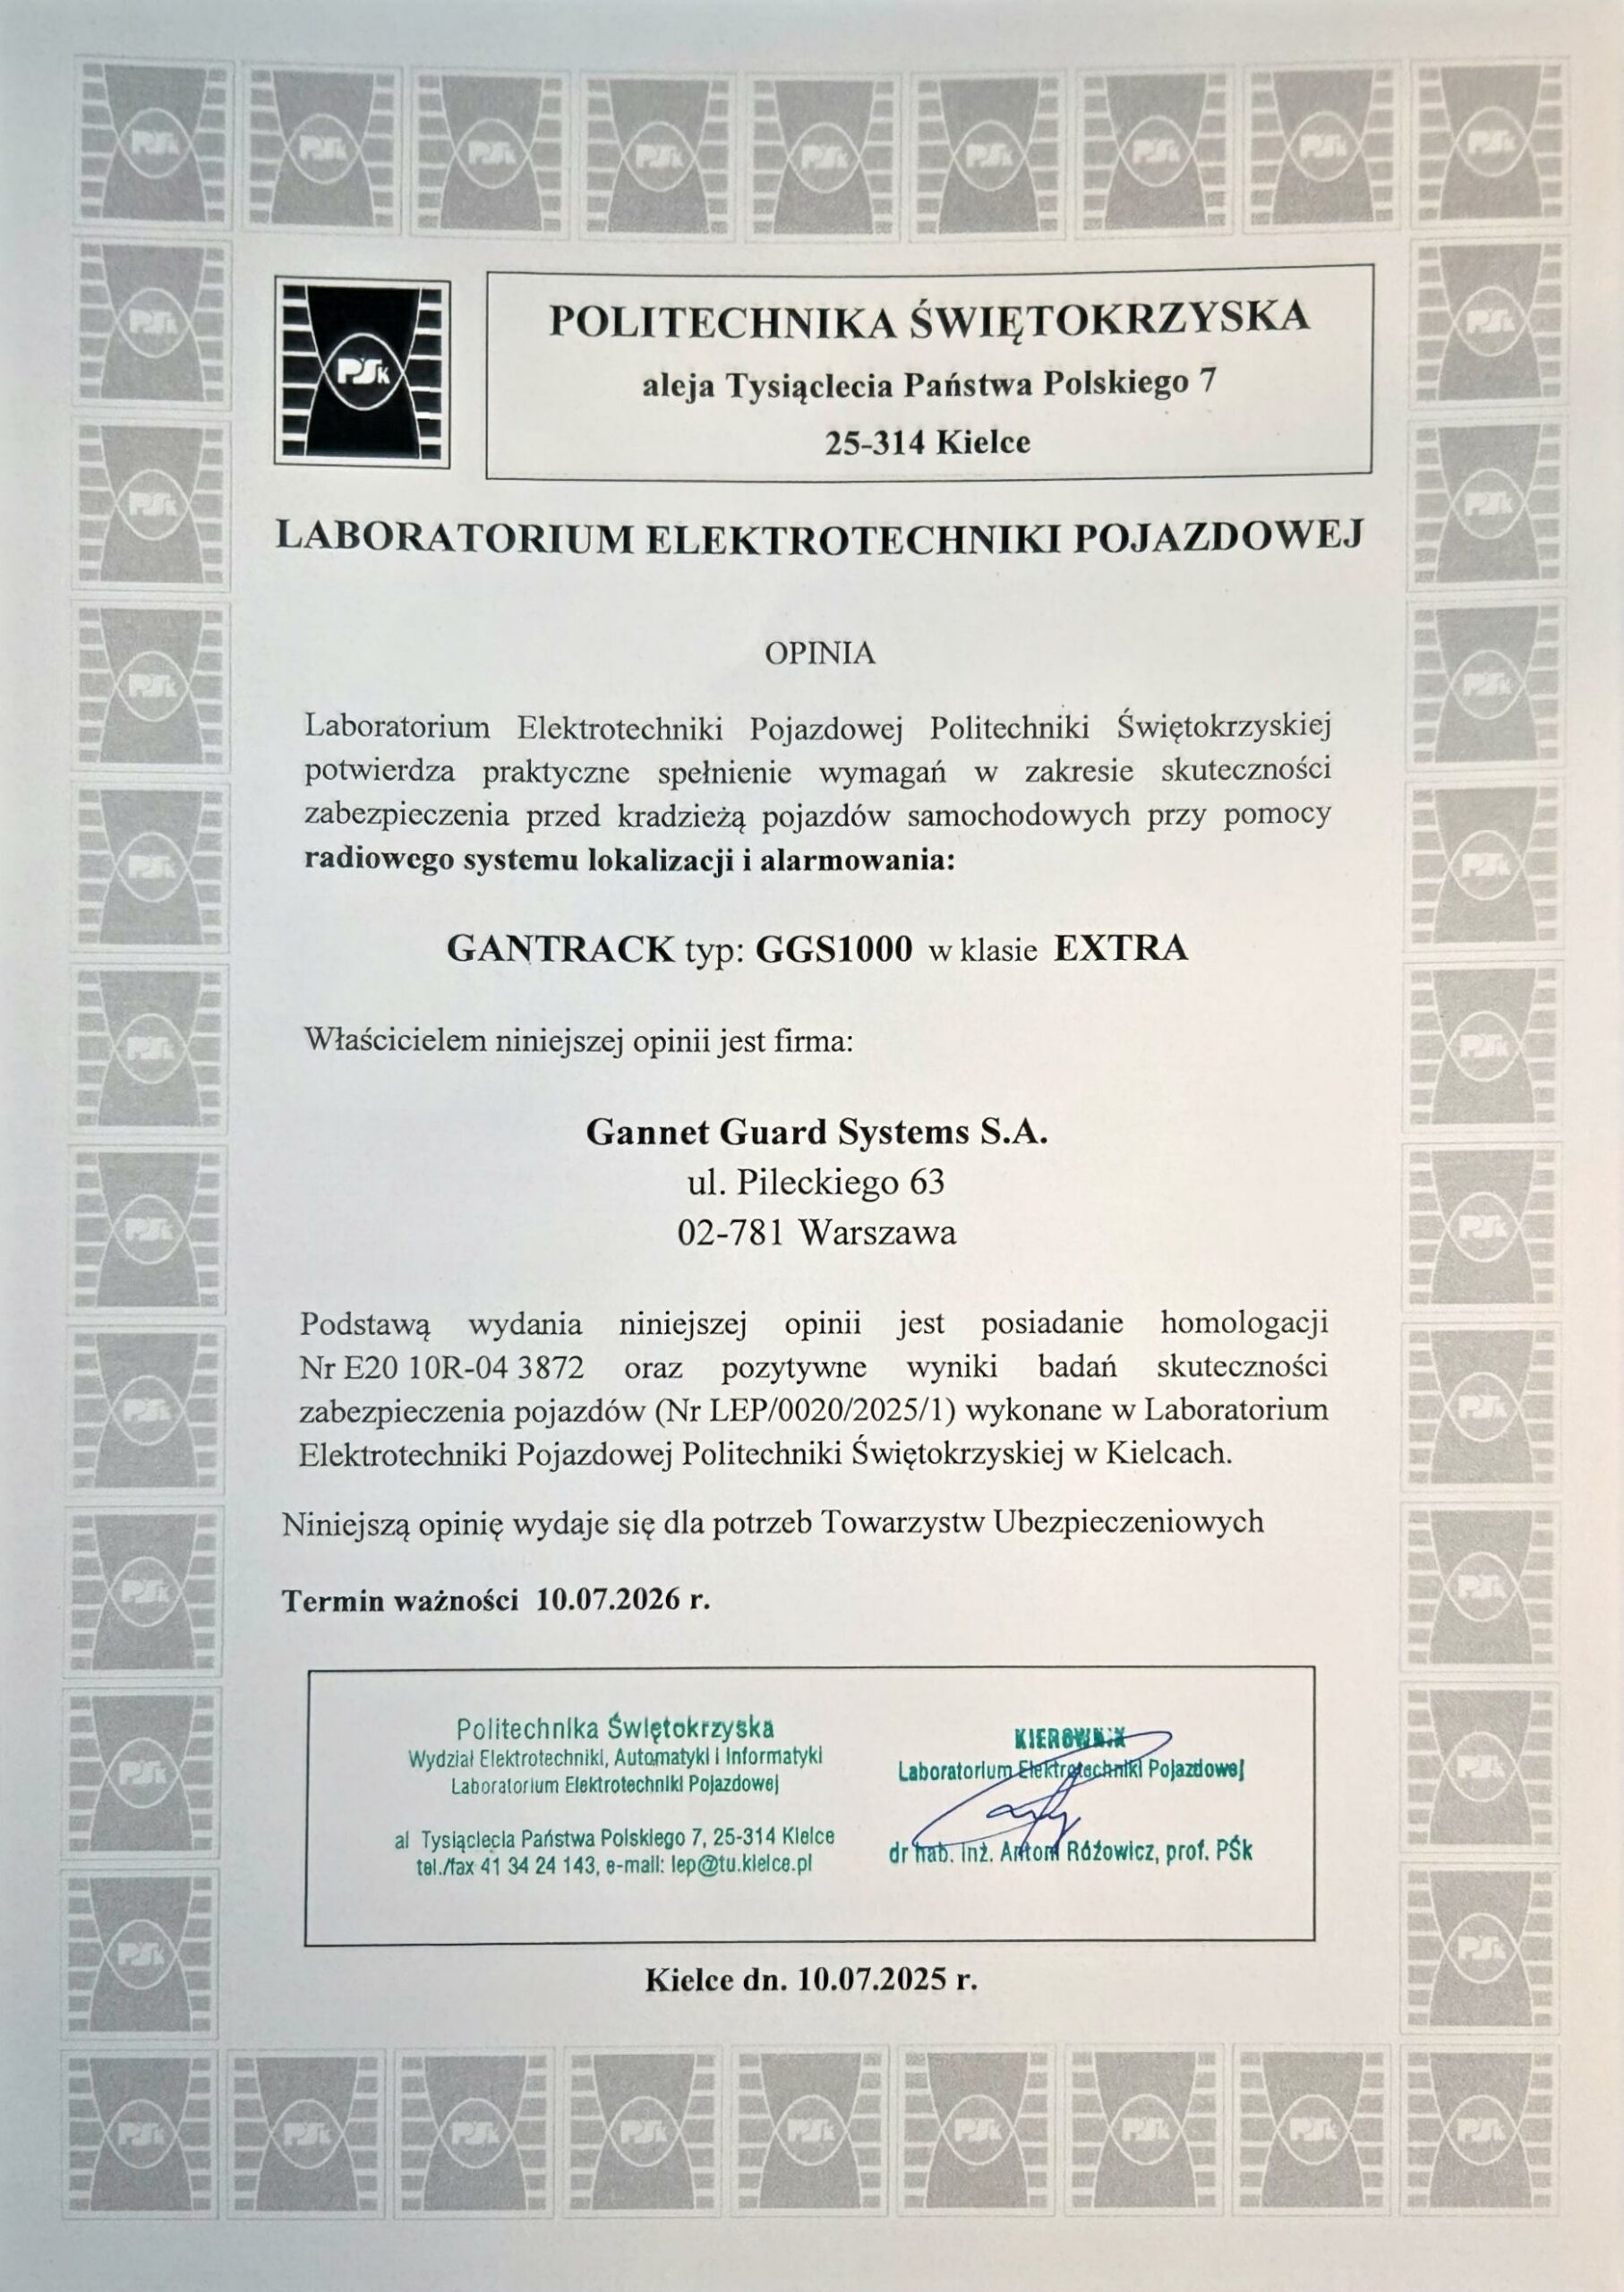 PŚk
POLITECHNIKA ŚWIĘTOKRZYSKA
aleja Tysiąclecia Państwa Polskiego 7
25-314 Kielce
LABORATORIUM ELEKTROTECHNIKI POJAZDOWEJ
OPINIA
Laboratorium Elektrotechniki Pojazdowej Politechniki Świętokrzyskiej
potwierdza praktyczne spełnienie wymagań w zakresie skuteczności
zabezpieczenia przed kradzieżą pojazdów samochodowych przy pomocy
radiowego systemu lokalizacji i alarmowania:
GANTRACK typ: GGS1000 w klasie EXTRA
Właścicielem niniejszej opinii jest firma:
Gannet Guard Systems S.A.
ul. Pileckiego 63
02-781 Warszawa
Podstawą wydania niniejszej opinii jest posiadanie homologacji
Nr E20 10R-04 3872 oraz pozytywne wyniki badań skuteczności
zabezpieczenia pojazdów (Nr LEP/0020/2025/1) wykonane w Laboratorium
Elektrotechniki Pojazdowej Politechniki Świętokrzyskiej w Kielcach.
Niniejszą opinię wydaje się dla potrzeb Towarzystw Ubezpieczeniowych
Termin ważności 10.07.2026 r.
Politechnika Świętokrzyska
Wydział Elektrotechniki, Automatyki i Informatyki
Laboratorium Elektrotechniki Pojazdowej
al Tysiąclecia Państwa Polskiego 7, 25-314 Kielce
tel./fax 41 34 24 143, e-mail: lep@tu.kielce.pl
KIEROWNIK
Laboratorium Elektrotechniki Pojazdowej
dr hab. inż. Antoni Różowicz, prof. PŚk
Kielce dn. 10.07.2025 r.